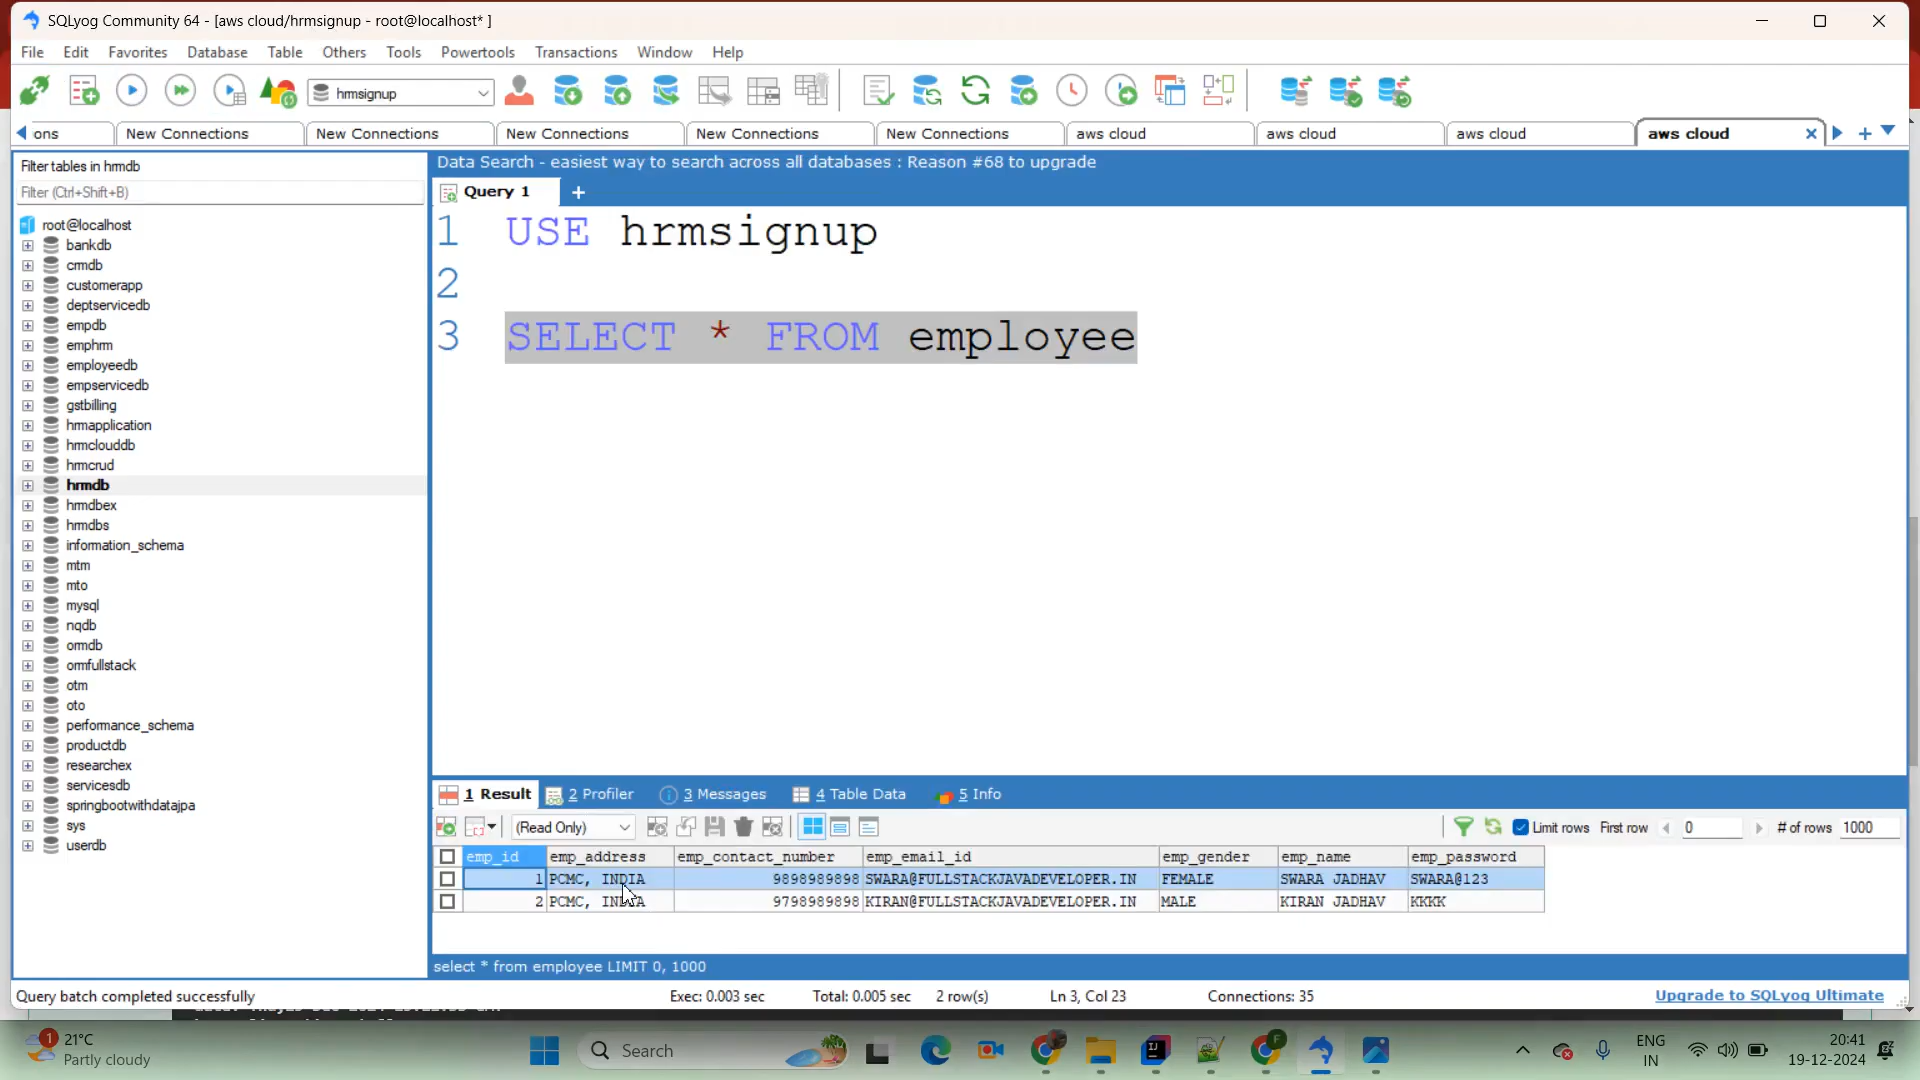 SQLyog Community 64 - [aws cloud/hrmsignup - root@localhost* ]
File Edit Favorites Database Table Others Tools Powertools Transactions Window Help
hrmsignup
ons New Connections New Connections New Connections New Connections New Connections aws cloud aws cloud aws cloud aws cloud
Filter tables in hrmdb
Filter (Ctrl+Shift+B)
root@localhost
bankdb
crmdb
customerapp
deptservicedb
empdb
emphrm
employeedb
empservicedb
gstbilling
hrmapplication
hrmclouddb
hrmcrud
hrmdb
hrmdbex
hrmdbs
information_schema
mtm
mto
mysql
nqdb
ormdb
ormfullstack
otm
oto
performance_schema
productdb
researchex
servicesdb
springbootwithdatajpa
sys
userdb
Data Search - easiest way to search across all databases : Reason #68 to upgrade
Query 1
1 USE hrmsignup
2
3 SELECT * FROM employee
1 Result 2 Profiler 3 Messages 4 Table Data 5 Info
(Read Only) Limit rows First row 0 # of rows 1000
emp_id emp_address emp_contact_number emp_email_id emp_gender emp_name emp_password
1 PCMC, INDIA 9898989898 SWARA@FULLSTACKJAVADEVELOPER.IN FEMALE SWARA JADHAV SWARA@123
2 PCMC, INDIA 9798989898 KIRAN@FULLSTACKJAVADEVELOPER.IN MALE KIRAN JADHAV KKKK
select * from employee LIMIT 0, 1000
Query batch completed successfully Exec: 0.003 sec Total: 0.005 sec 2 row(s) Ln 3, Col 23 Connections: 35 Upgrade to SQLyog Ultimate
1
21°C
Partly cloudy
Search
ENG
IN
20:41
19-12-2024